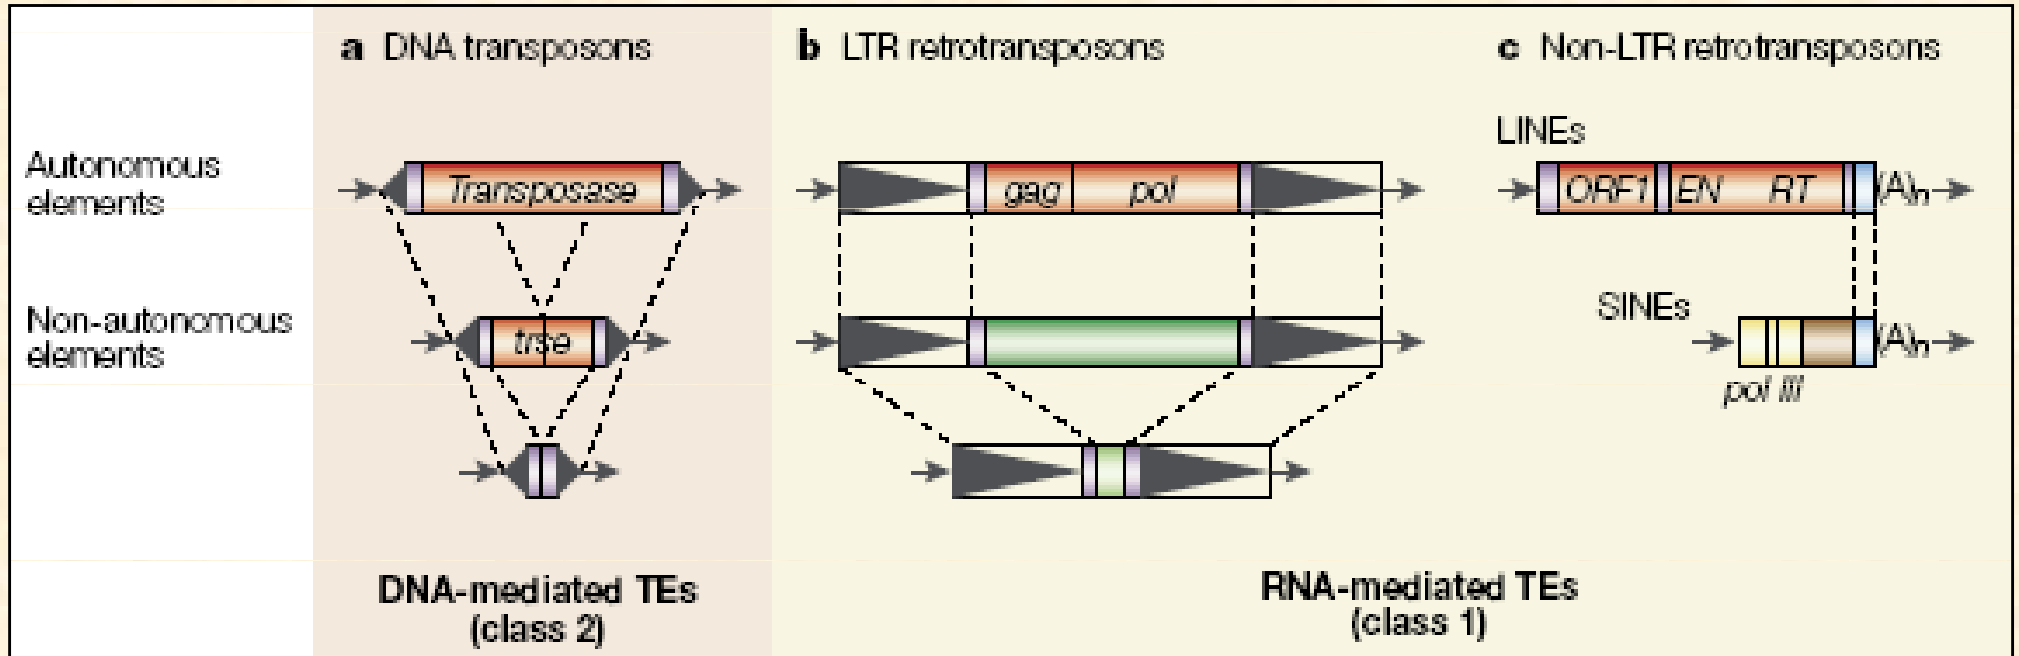 a DNA transposons
b LTR retrotransposons
c Non-LTR retrotransposons
LINEs
Autonomous
elements
Transposase
gag pol
ORF1 EN RT (A)n
Non-autonomous
elements
trse
SINEs
(A)n
pol III
DNA-mediated TEs
(class 2)
RNA-mediated TEs
(class 1)